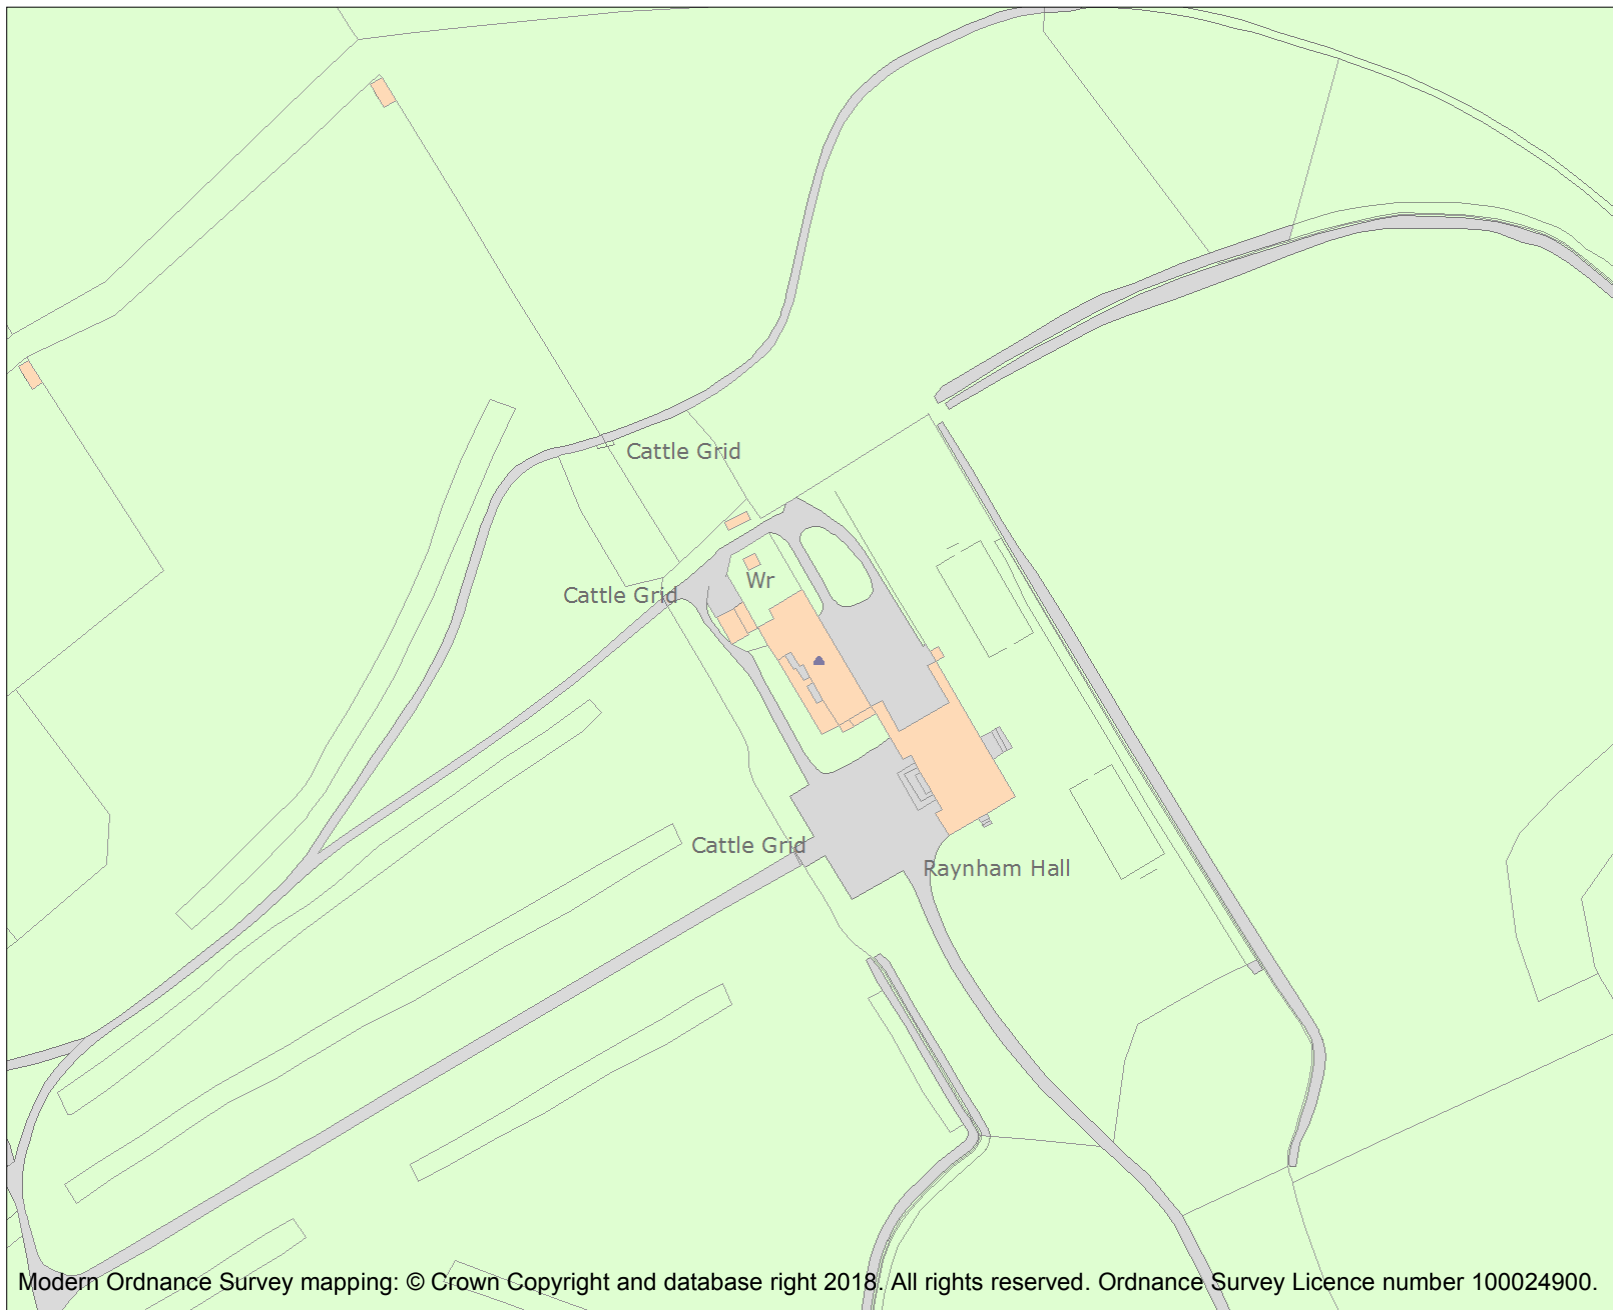 Cattle Grid
Wr
Cattle Grid
Cattle Grid
Raynham Hall
Modern Ordnance Survey mapping: © Crown Copyright and database right 2018. All rights reserved. Ordnance Survey Licence number 100024900.